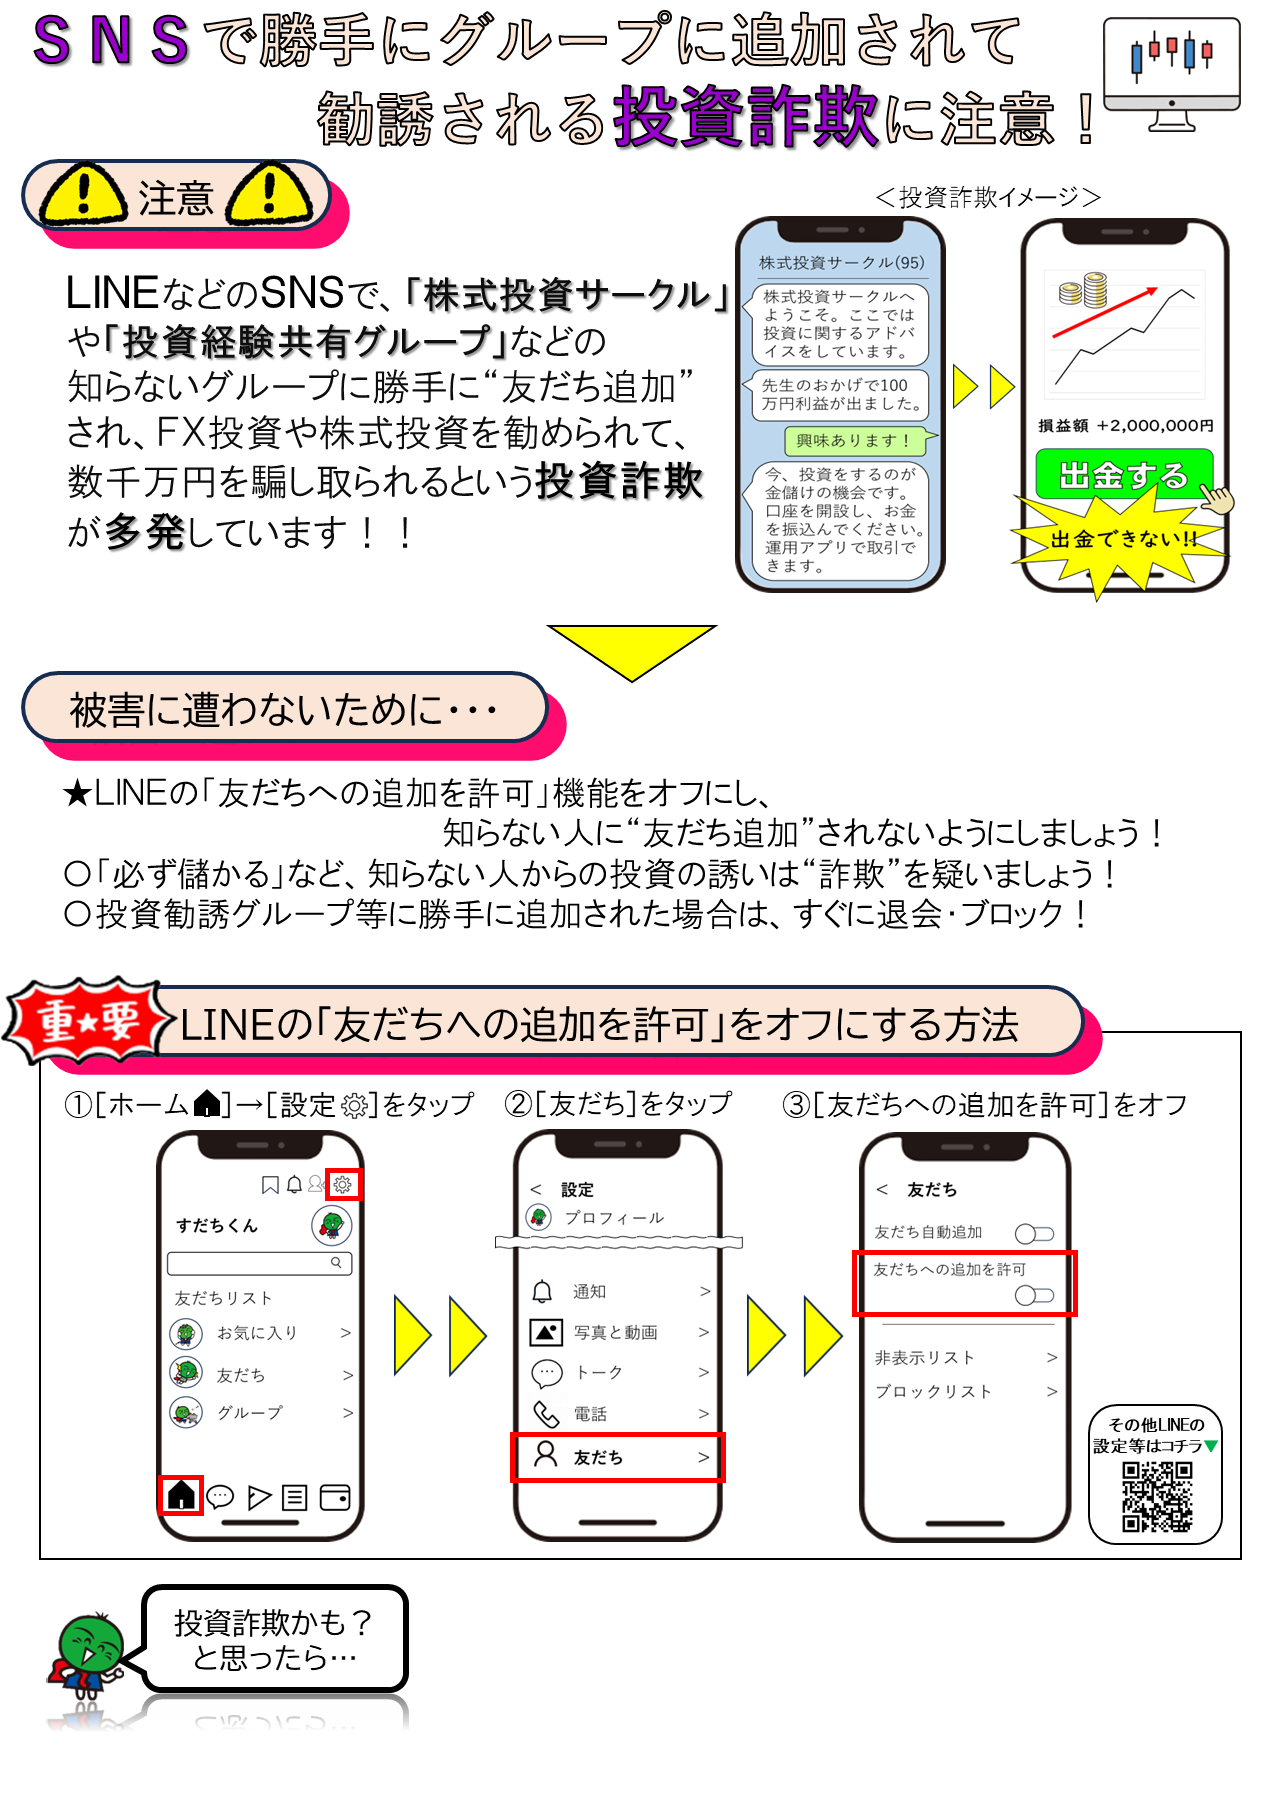 SNSで勝手にグループに追加されて
勧誘される投資詐欺に注意！
注意
LINEなどのSNSで、「株式投資サークル」
や「投資経験共有グループ」などの
知らないグループに勝手に“友だち追加”
され、FX投資や株式投資を勧められて、
数千万円を騙し取られるという投資詐欺
が多発しています！！
＜投資詐欺イメージ＞
株式投資サークル(95)
株式投資サークルへ
ようこそ。ここでは
投資に関するアドバ
イスをしています。
先生のおかげで100
万円利益が出ました。
興味あります！
今、投資をするのが
金儲けの機会です。
口座を開設し、お金
を振込んでください。
運用アプリで取引で
きます。
損益額 +2,000,000円
出金する
出金できない!!
被害に遭わないために・・・
★LINEの「友だちへの追加を許可」機能をオフにし、
知らない人に“友だち追加”されないようにしましょう！
○「必ず儲かる」など、知らない人からの投資の誘いは“詐欺”を疑いましょう！
○投資勧誘グループ等に勝手に追加された場合は、すぐに退会・ブロック！
重★要
LINEの「友だちへの追加を許可」をオフにする方法
①[ホーム]→[設定]をタップ
すだちくん
友だちリスト
お気に入り >
友だち >
グループ >
②[友だち]をタップ
< 設定
プロフィール
通知 >
写真と動画 >
トーク >
電話 >
友だち >
③[友だちへの追加を許可]をオフ
< 友だち
友だち自動追加
友だちへの追加を許可
非表示リスト >
ブロックリスト >
その他LINEの
設定等はコチラ▼
投資詐欺かも？
と思ったら…